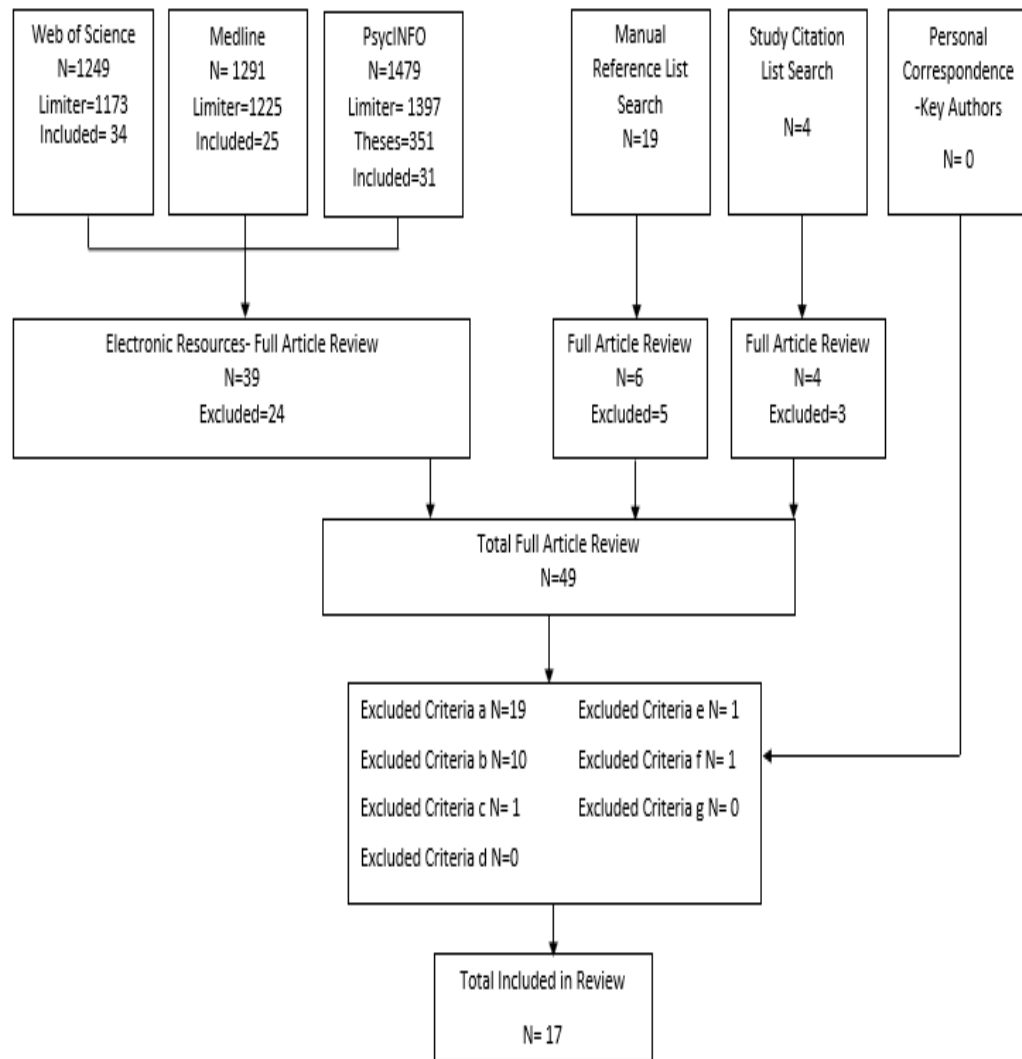 Web of Science
N=1249
Limiter=1173
Included= 34
Medline
N= 1291
Limiter=1225
Included=25
PsycINFO
N=1479
Limiter= 1397
Theses=351
Included=31
Manual
Reference List
Search
N=19
Study Citation
List Search
N=4
Personal
Correspondence
-Key Authors
N= 0
Electronic Resources- Full Article Review
N=39
Excluded=24
Full Article Review
N=6
Excluded=5
Full Article Review
N=4
Excluded=3
Total Full Article Review
N=49
Excluded Criteria a N=19
Excluded Criteria b N=10
Excluded Criteria c N= 1
Excluded Criteria d N=0
Excluded Criteria e N= 1
Excluded Criteria f N= 1
Excluded Criteria g N= 0
Total Included in Review
N= 17